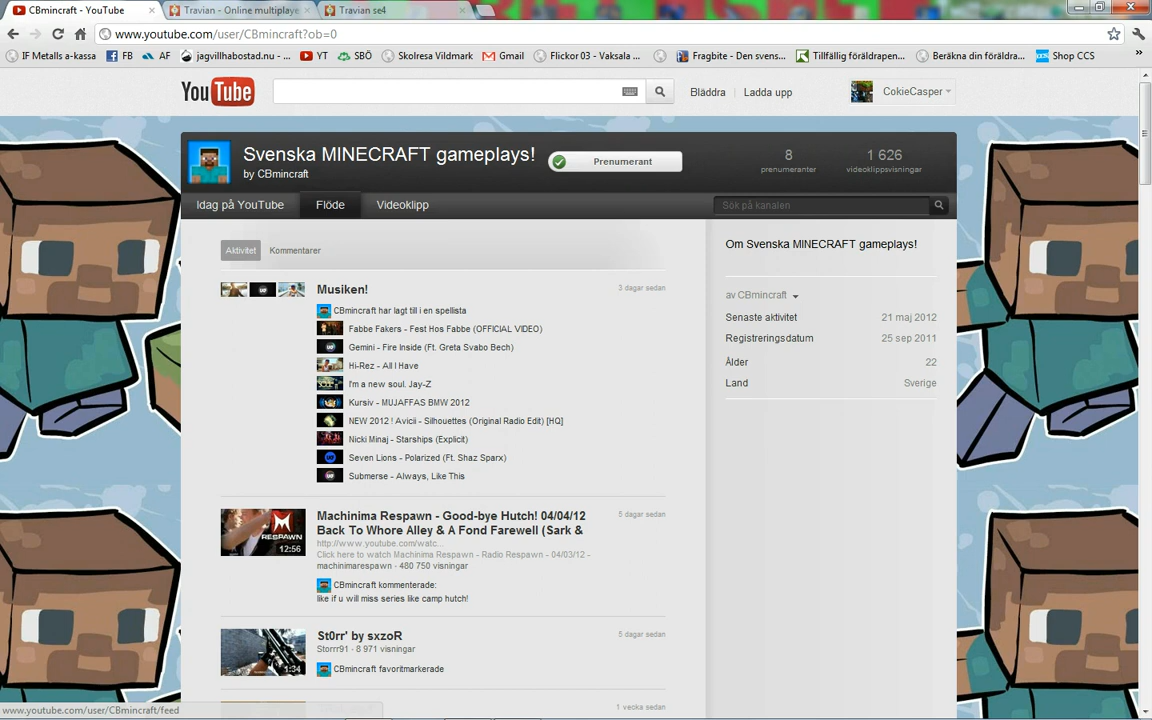 CBmincraft - YouTube
Travian - Online multiplaye
Travian se4
www.youtube.com/user/CBmincraft?ob=0
IF Metalls a-kassa
FB
AF
jagvillhabostad.nu - ...
YT
SBÖ
Skolresa Vildmark
Gmail
Flickor 03 - Vaksala ...
Fragbite - Den svens...
Tillfällig föräldrapen...
Beräkna din föräldra...
Shop CCS
»
YouTube
Bläddra
Ladda upp
CokieCasper
Svenska MINECRAFT gameplays!
by CBmincraft
Prenumerant
8
prenumeranter
1 626
videoklippsvisningar
Idag på YouTube
Flöde
Videoklipp
Sök på kanalen
Aktivitet
Kommentarer
Musiken!
3 dagar sedan
CBmincraft har lagt till i en spellista
Fabbe Fakers - Fest Hos Fabbe (OFFICIAL VIDEO)
Gemini - Fire Inside (Ft. Greta Svabo Bech)
Hi-Rez - All I Have
I'm a new soul. Jay-Z
Kursiv - MUJAFFAS BMW 2012
NEW 2012 ! Avicii - Silhouettes (Original Radio Edit) [HQ]
Nicki Minaj - Starships (Explicit)
Seven Lions - Polarized (Ft. Shaz Sparx)
Submerse - Always, Like This
RESPAWN
12:56
Machinima Respawn - Good-bye Hutch! 04/04/12
Back To Whore Alley & A Fond Farewell (Sark &
5 dagar sedan
http://www.youtube.com/watc...
Click here to watch Machinima Respawn - Radio Respawn - 04/03/12 -
machinimarespawn · 480 750 visningar
CBmincraft kommenterade:
like if u will miss series like camp hutch!
1:34
St0rr' by sxzoR
5 dagar sedan
Storrr91 · 8 971 visningar
CBmincraft favoritmarkerade
1 vecka sedan
Om Svenska MINECRAFT gameplays!
av CBmincraft
Senaste aktivitet 21 maj 2012
Registreringsdatum 25 sep 2011
Ålder 22
Land Sverige
www.youtube.com/user/CBmincraft/feed